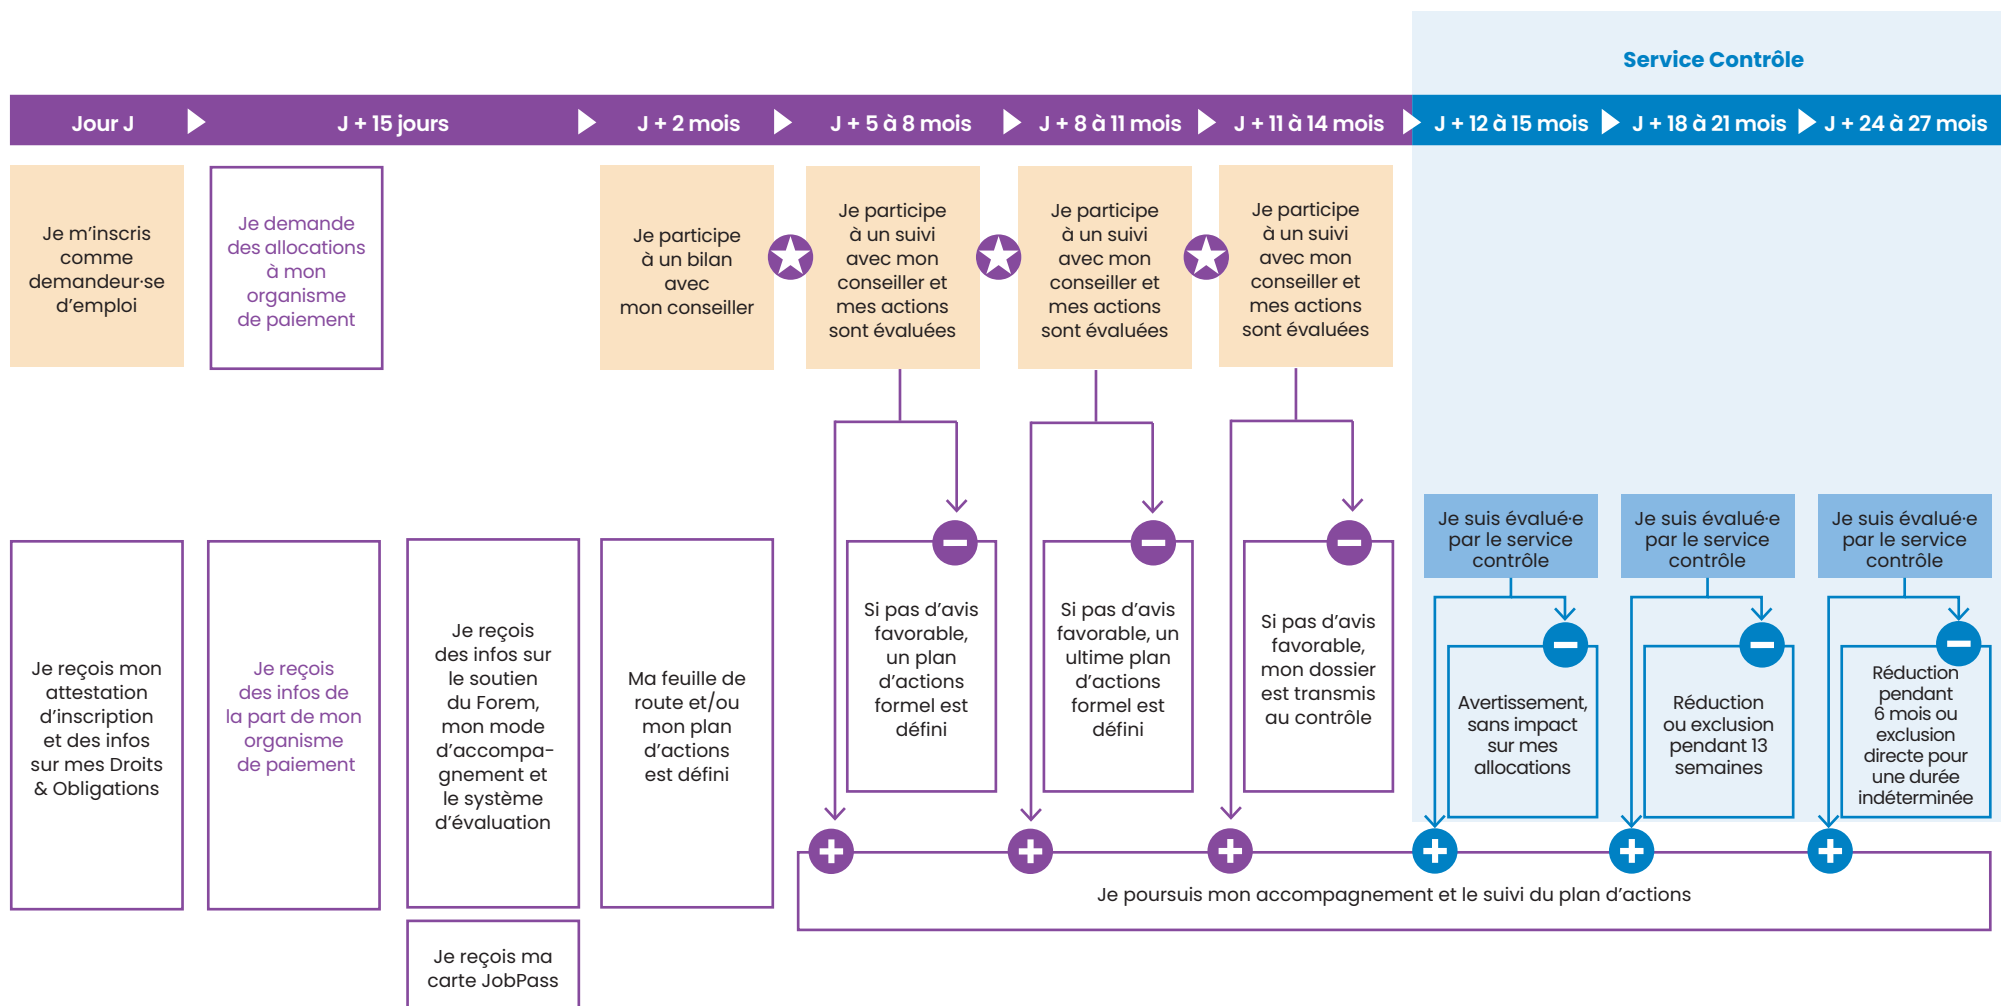 Service Contrôle
Jour J
J + 15 jours
J + 2 mois
J + 5 à 8 mois
J + 8 à 11 mois
J + 11 à 14 mois
J + 12 à 15 mois
J + 18 à 21 mois
J + 24 à 27 mois
Je m’inscris
comme
demandeur·se
d’emploi
Je demande
des allocations
à mon
organisme
de paiement
Je participe
à un bilan
avec
mon conseiller
Je participe
à un suivi
avec mon
conseiller et
mes actions
sont évaluées
Je participe
à un suivi
avec mon
conseiller et
mes actions
sont évaluées
Je participe
à un suivi
avec mon
conseiller et
mes actions
sont évaluées
Je reçois mon
attestation
d’inscription
et des infos
sur mes Droits
& Obligations
Je reçois
des infos de
la part de mon
organisme
de paiement
Je reçois
des infos sur
le soutien
du Forem,
mon mode
d’accompa-
gnement et
le système
d’évaluation
Je reçois ma
carte JobPass
Ma feuille de
route et/ou
mon plan
d’actions
est défini
Si pas d’avis
favorable,
un plan
d’actions
formel est
défini
Si pas d’avis
favorable, un
ultime plan
d’actions
formel est
défini
Si pas d’avis
favorable,
mon dossier
est transmis
au contrôle
Je suis évalué·e
par le service
contrôle
Avertissement,
sans impact
sur mes
allocations
Je suis évalué·e
par le service
contrôle
Réduction
ou exclusion
pendant 13
semaines
Je suis évalué·e
par le service
contrôle
Réduction
pendant
6 mois ou
exclusion
directe pour
une durée
indéterminée
Je poursuis mon accompagnement et le suivi du plan d’actions